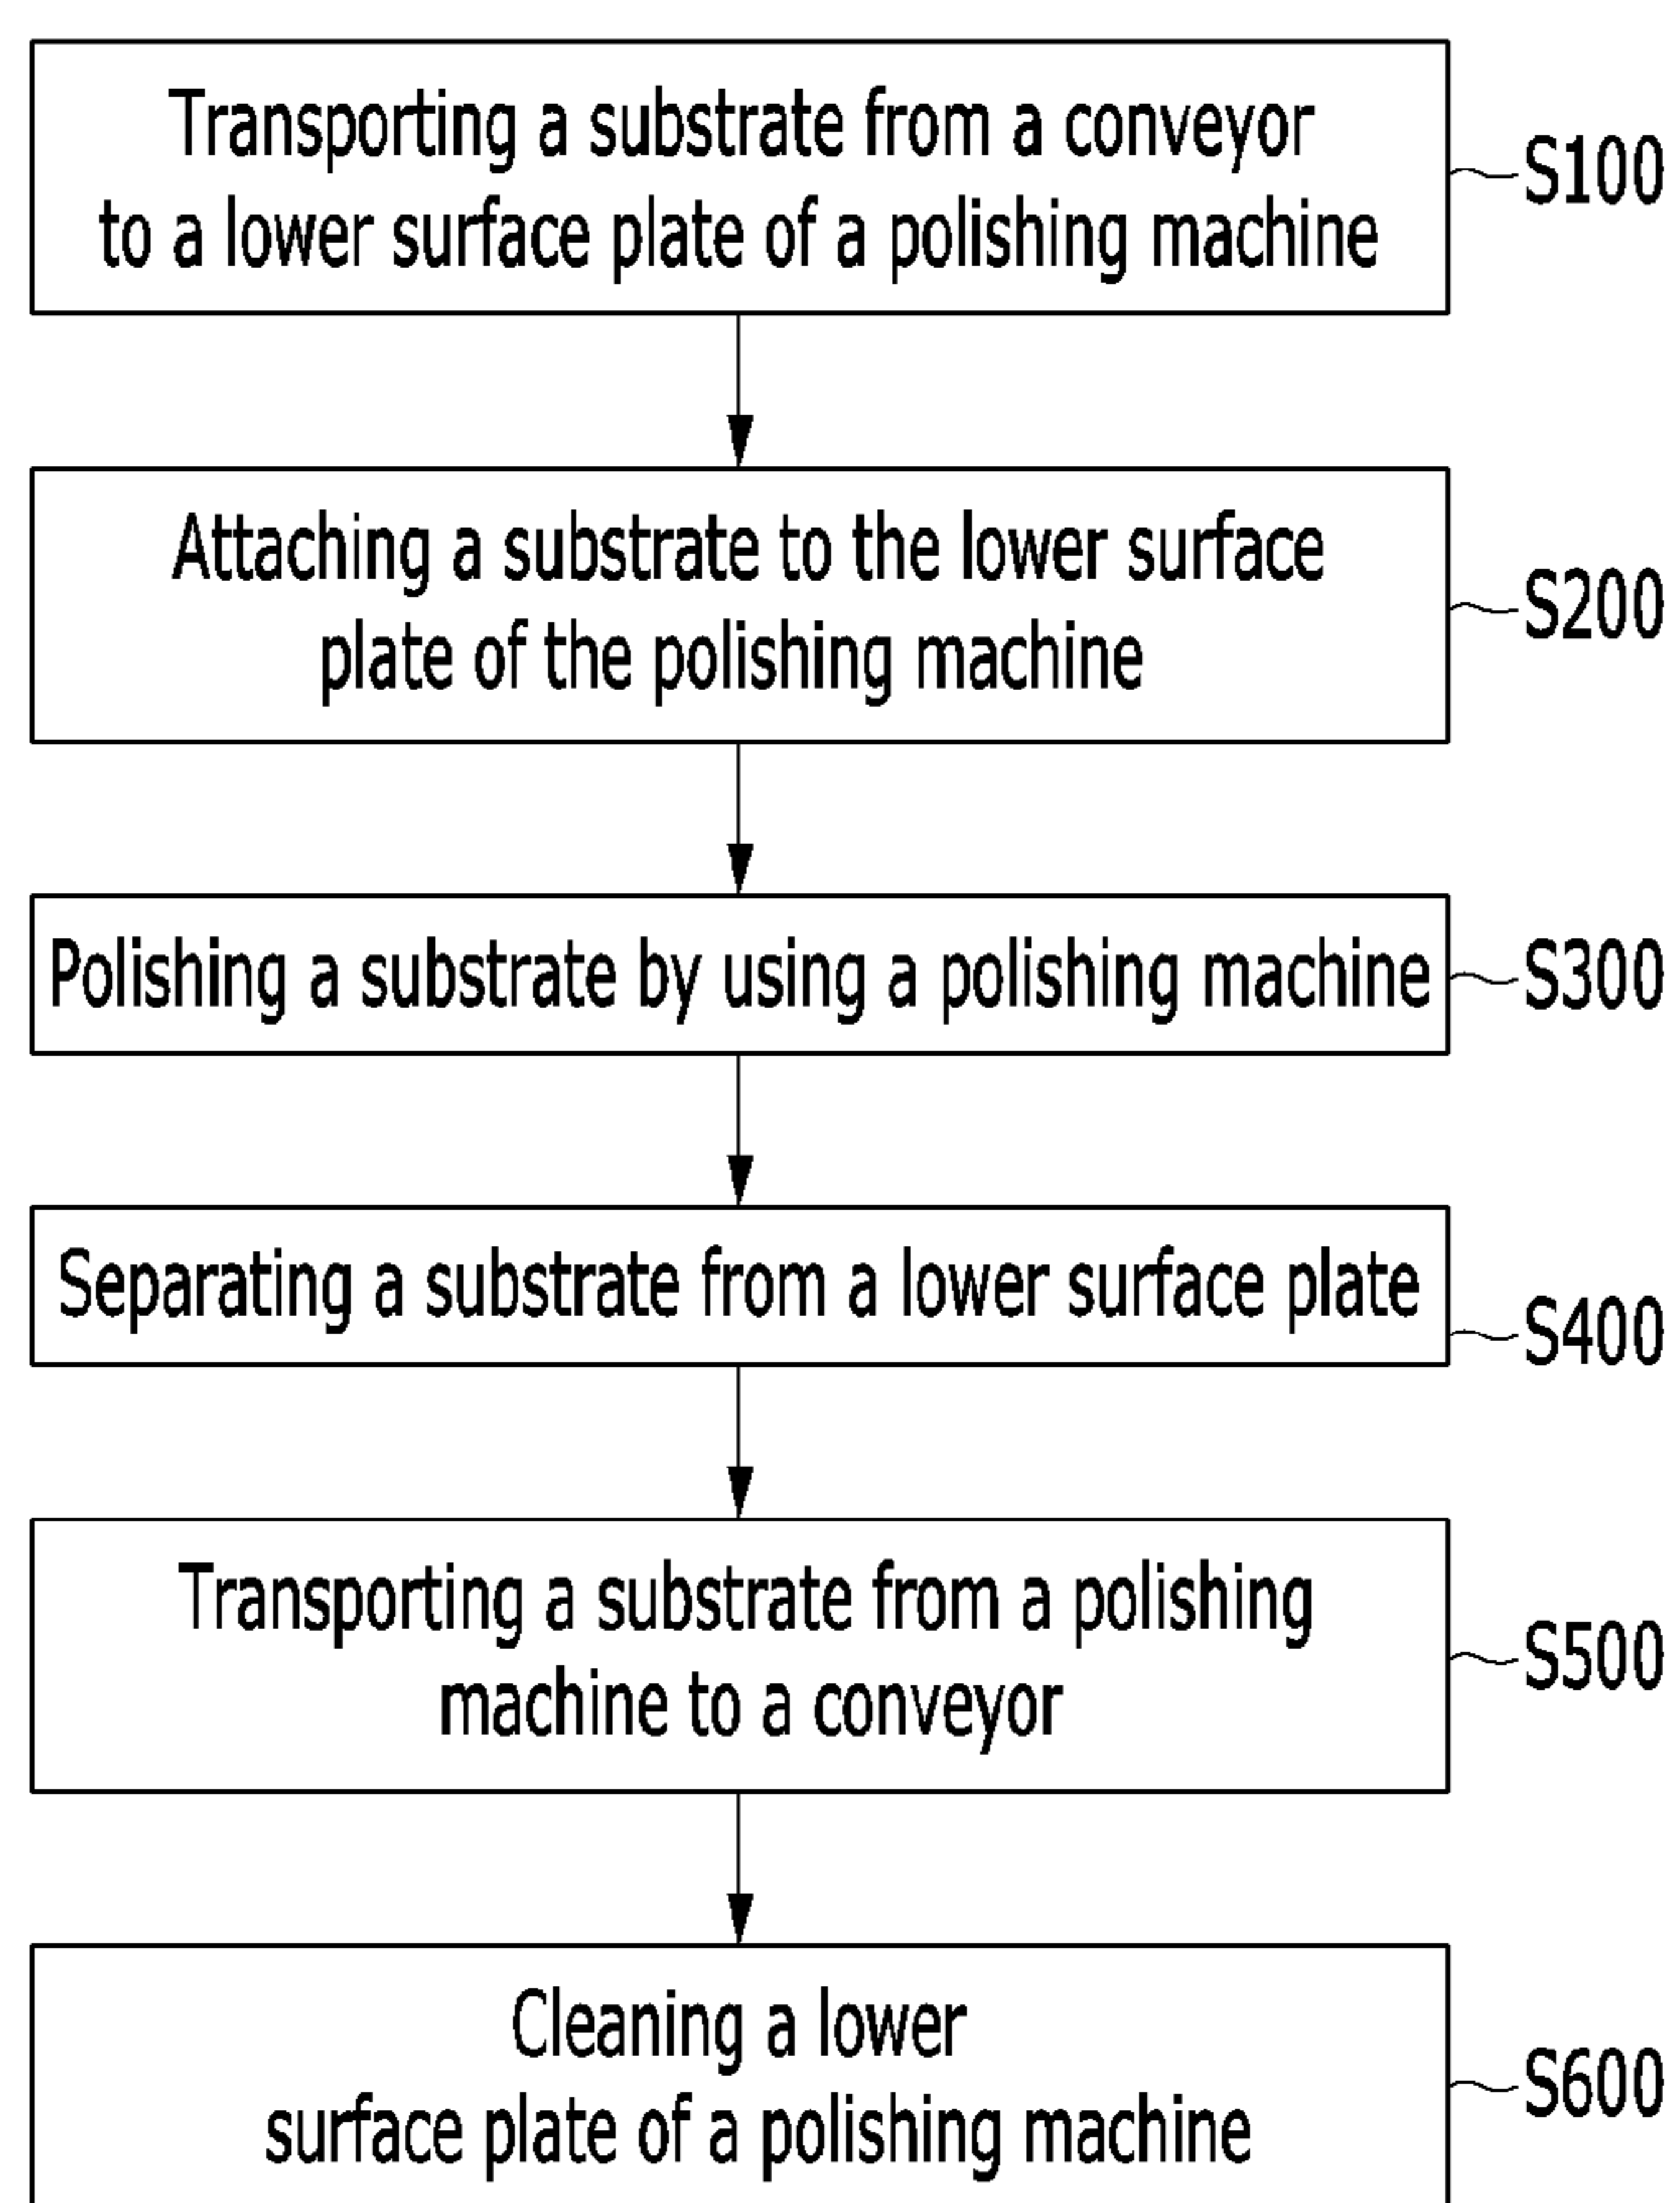 Transporting a substrate from a conveyor
to a lower surface plate of a polishing machine
S100
Attaching a substrate to the lower surface
plate of the polishing machine
S200
Polishing a substrate by using a polishing machine
S300
Separating a substrate from a lower surface plate
S400
Transporting a substrate from a polishing
machine to a conveyor
S500
Cleaning a lower
surface plate of a polishing machine
S600